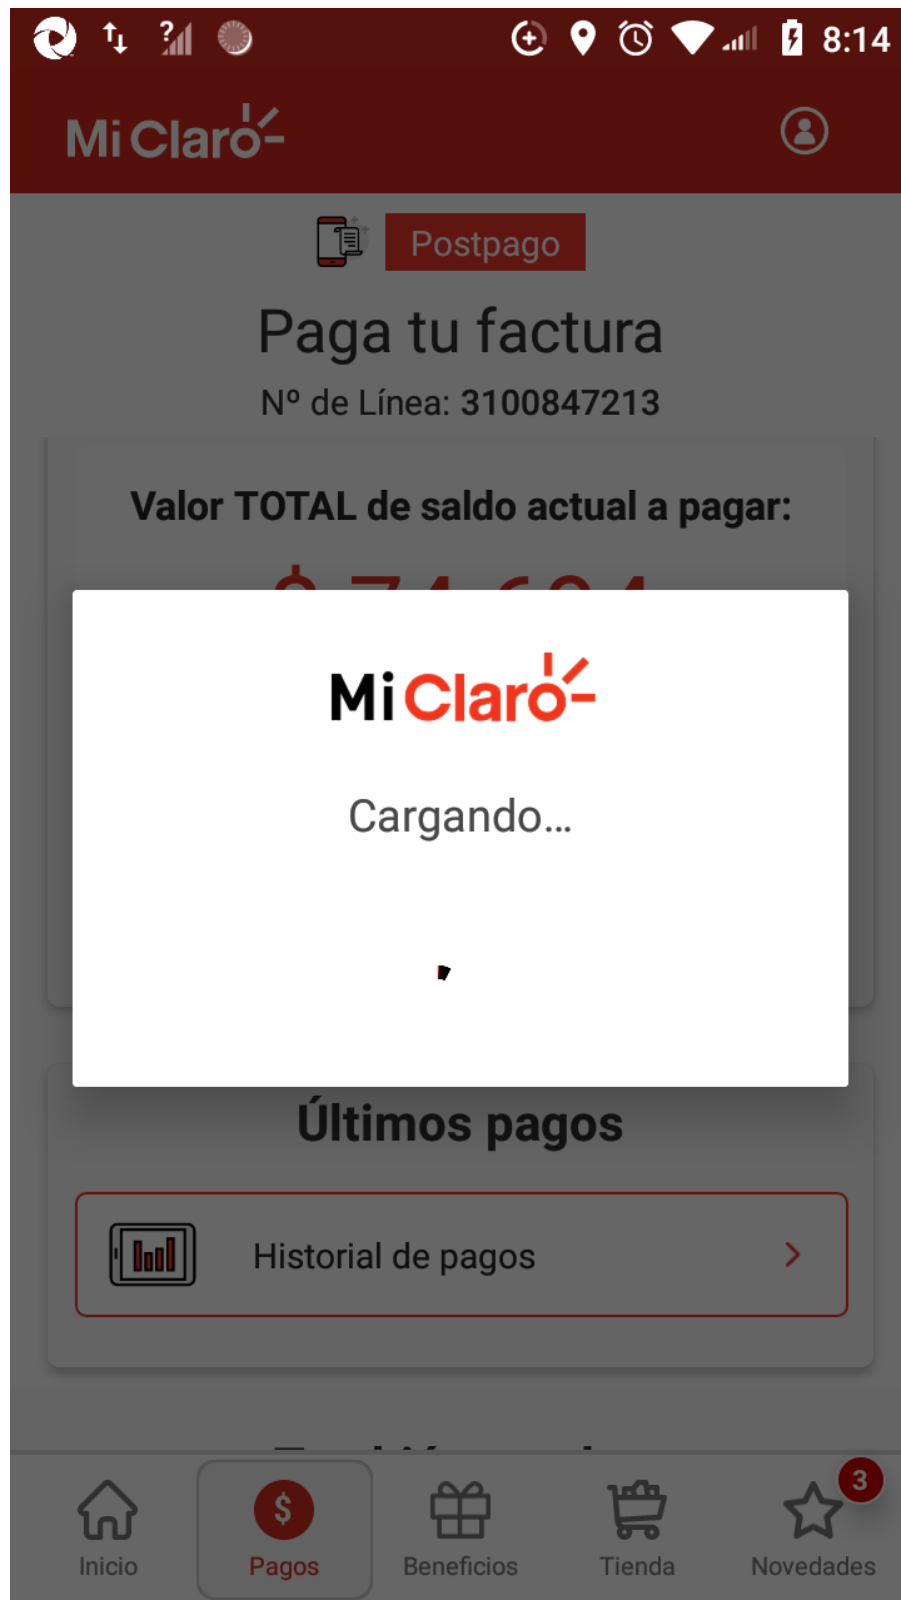 8:14
Mi Claro
Postpago
Paga tu factura
Nº de Línea: 3100847213
Valor TOTAL de saldo actual a pagar:
Mi Claro
Cargando...
Últimos pagos
Historial de pagos
3
Inicio
Pagos
Beneficios
Tienda
Novedades